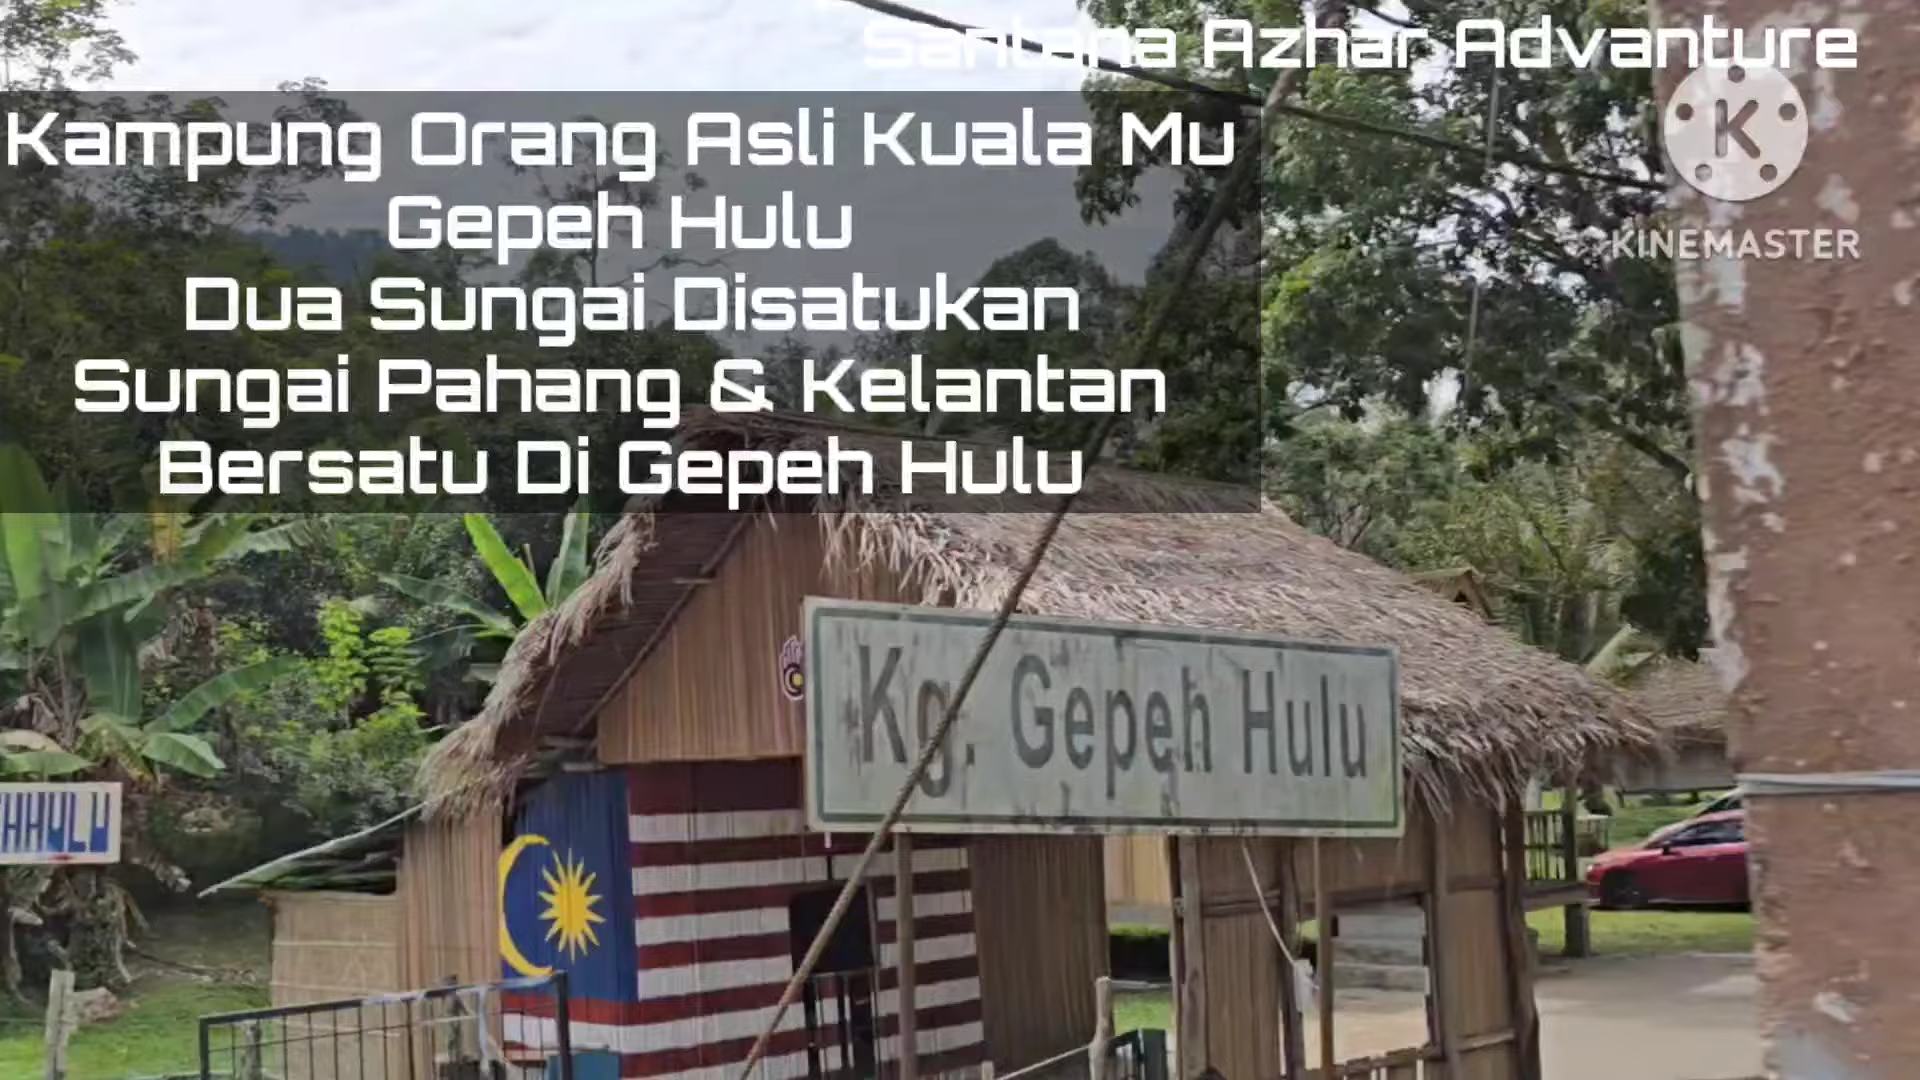 Santana Azhar Advanture
Kampung Orang Asli Kuala Mu
Gepeh Hulu
Dua Sungai Disatukan
Sungai Pahang & Kelantan
Bersatu Di Gepeh Hulu
K
KINEMASTER
Kg. Gepeh Hulu
HHULU